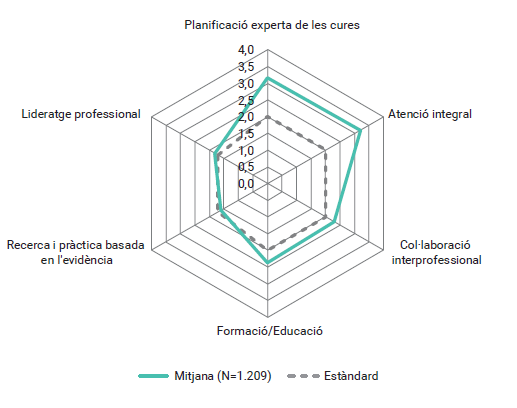 Planificació experta de les cures
4,0
3,5
3,0
2,5
2,0
1,5
1,0
0,5
0,0
Lideratge professional
Atenció integral
Recerca i pràctica basada
en l'evidència
Col·laboració
interprofessional
Formació/Educació
Mitjana (N=1.209)
Estàndard